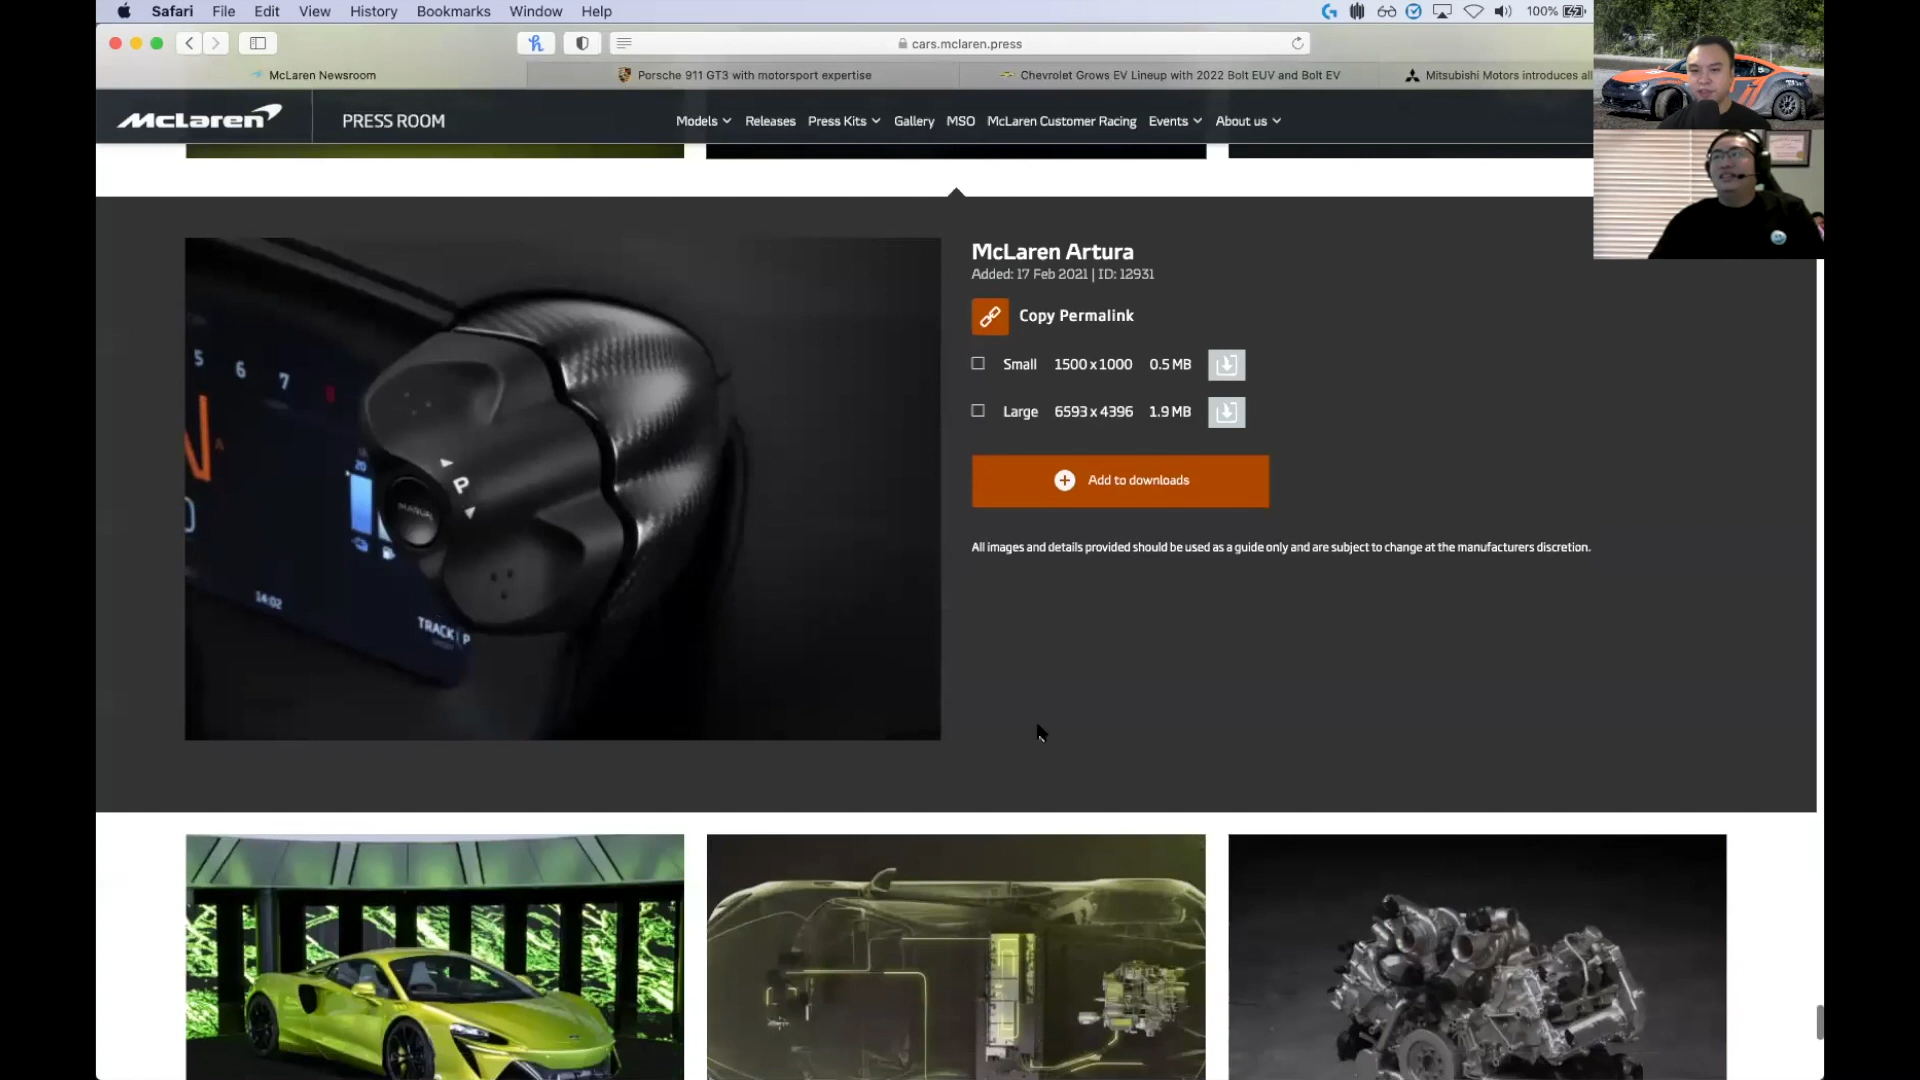 Safari File Edit View History Bookmarks Window Help 100%
cars.mclaren.press
McLaren Newsroom Porsche 911 GT3 with motorsport expertise Chevrolet Grows EV Lineup with 2022 Bolt EUV and Bolt EV Mitsubishi Motors introduces all
McLaren PRESS ROOM Models Releases Press Kits Gallery MSO McLaren Customer Racing Events About us
McLaren Artura
Added: 17 Feb 2021 | ID: 12931
Copy Permalink
Small 1500 x 1000 0.5 MB
Large 6593 x 4396 1.9 MB
Add to downloads
All images and details provided should be used as a guide only and are subject to change at the manufacturers discretion.
5 6 7
N A
20
P
MANUAL
14:02
TRACK P